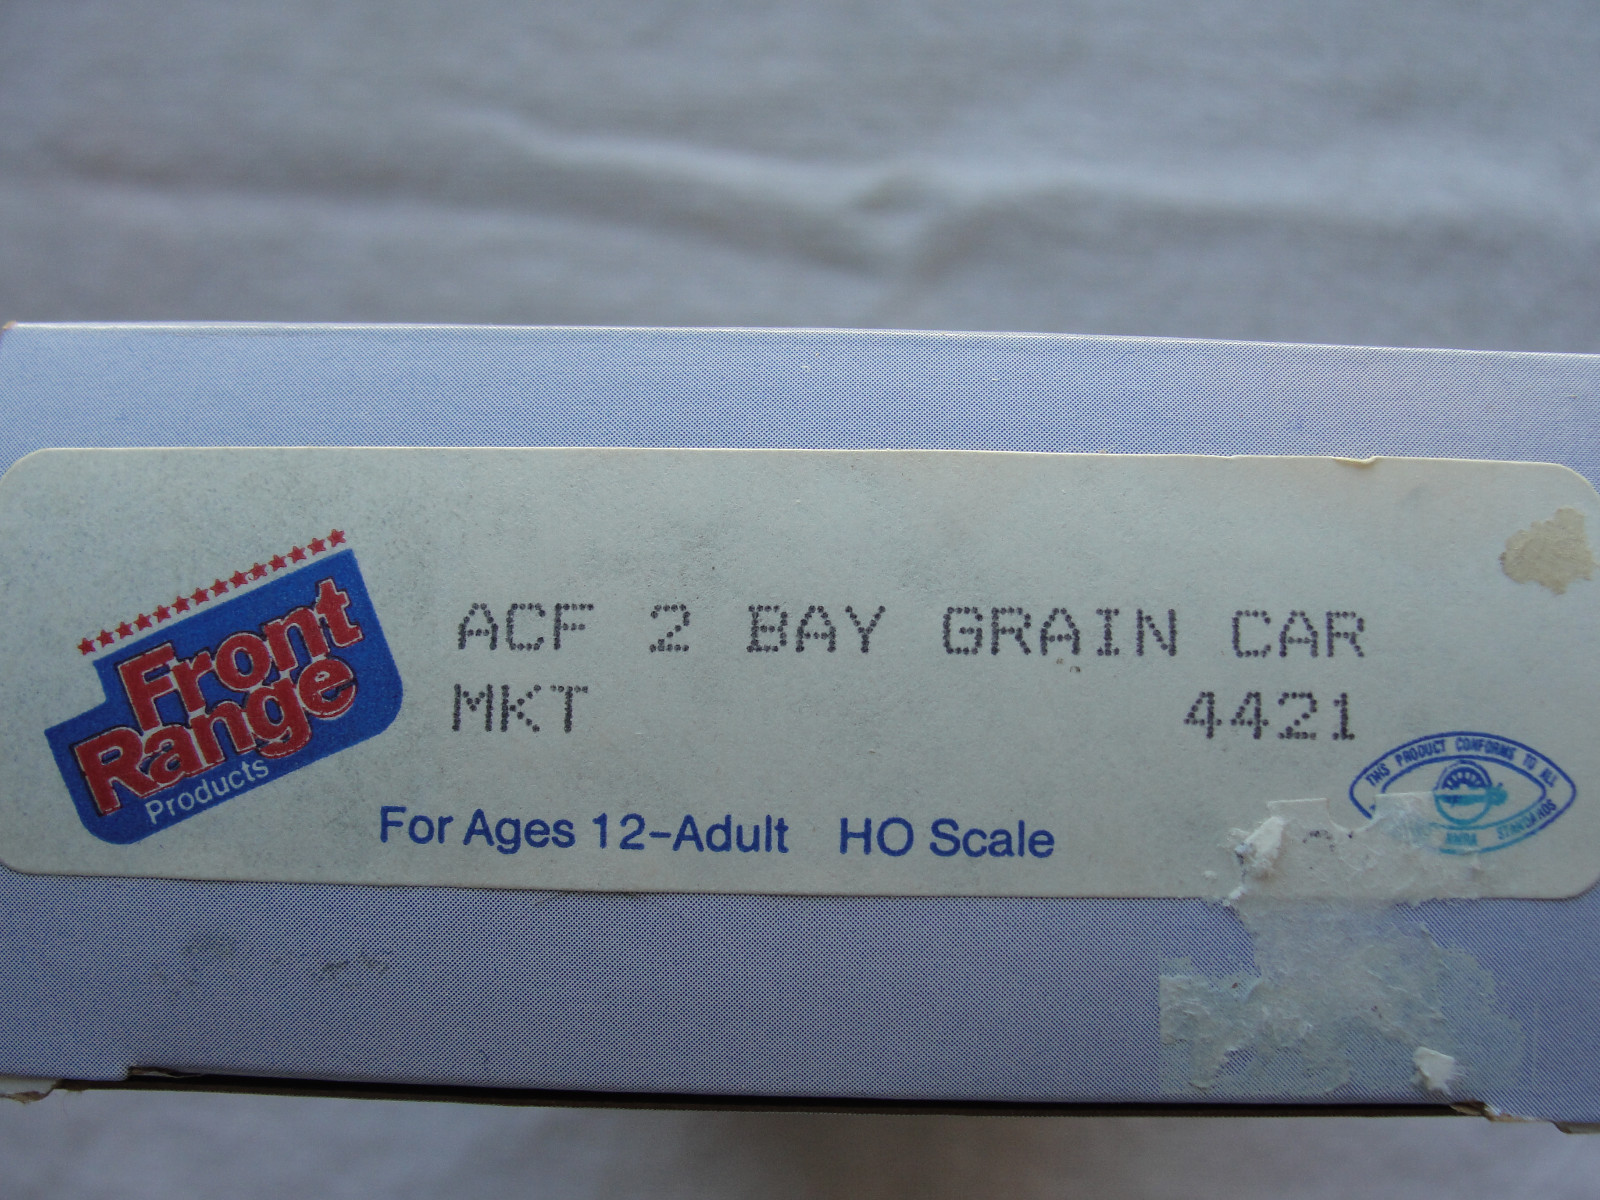 Front
Range
Products
ACF 2 BAY GRAIN CAR
MKT 4421
For Ages 12-Adult HO Scale
THIS PRODUCT CONFORMS TO ALL
STANDARDS